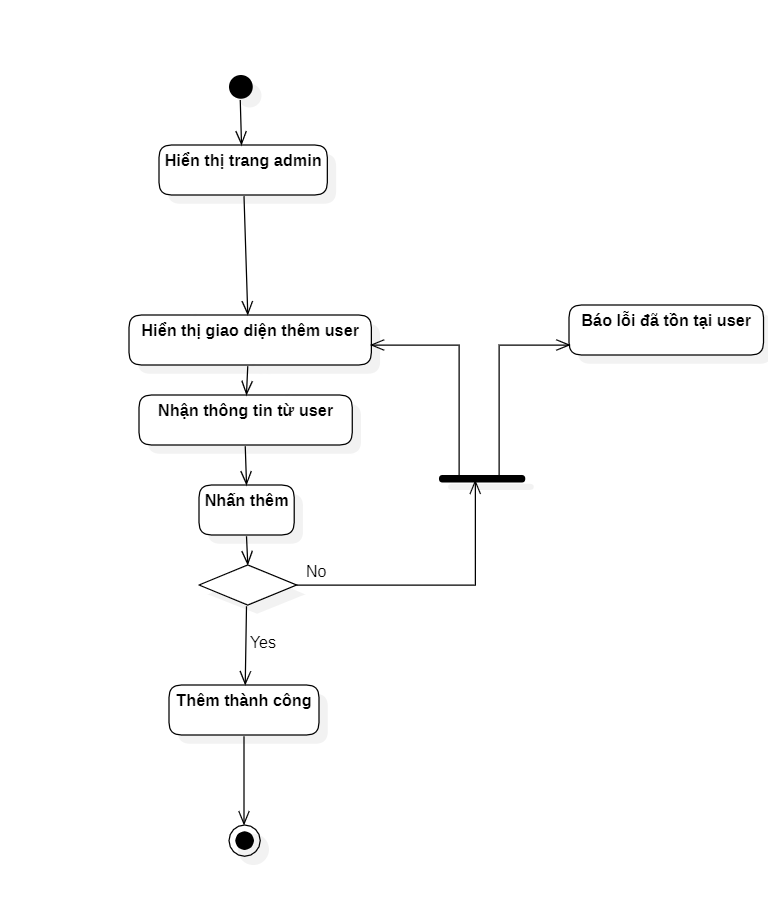 Hiển thị trang admin
Hiển thị giao diện thêm user
Báo lỗi đã tồn tại user
Nhận thông tin từ user
Nhấn thêm
No
Yes
Thêm thành công